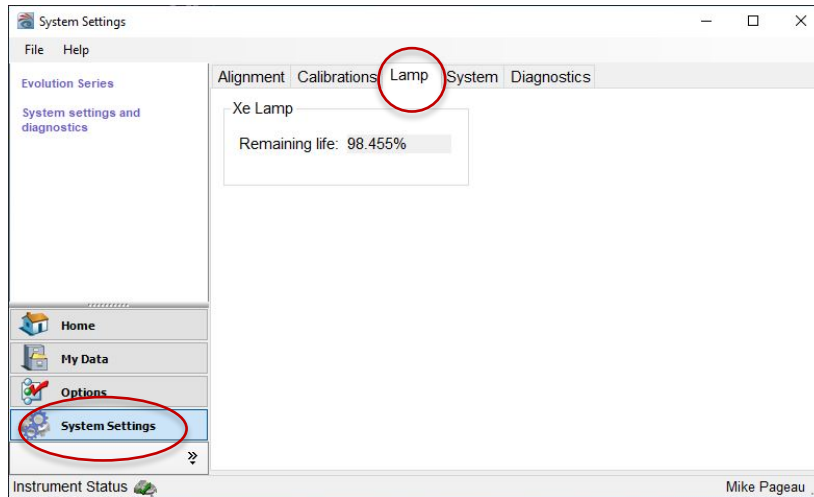 System Settings
File Help
Evolution Series
System settings and
diagnostics
Alignment Calibrations Lamp System Diagnostics
Xe Lamp
Remaining life: 98.455%
Home
My Data
Options
System Settings
Instrument Status
Mike Pageau